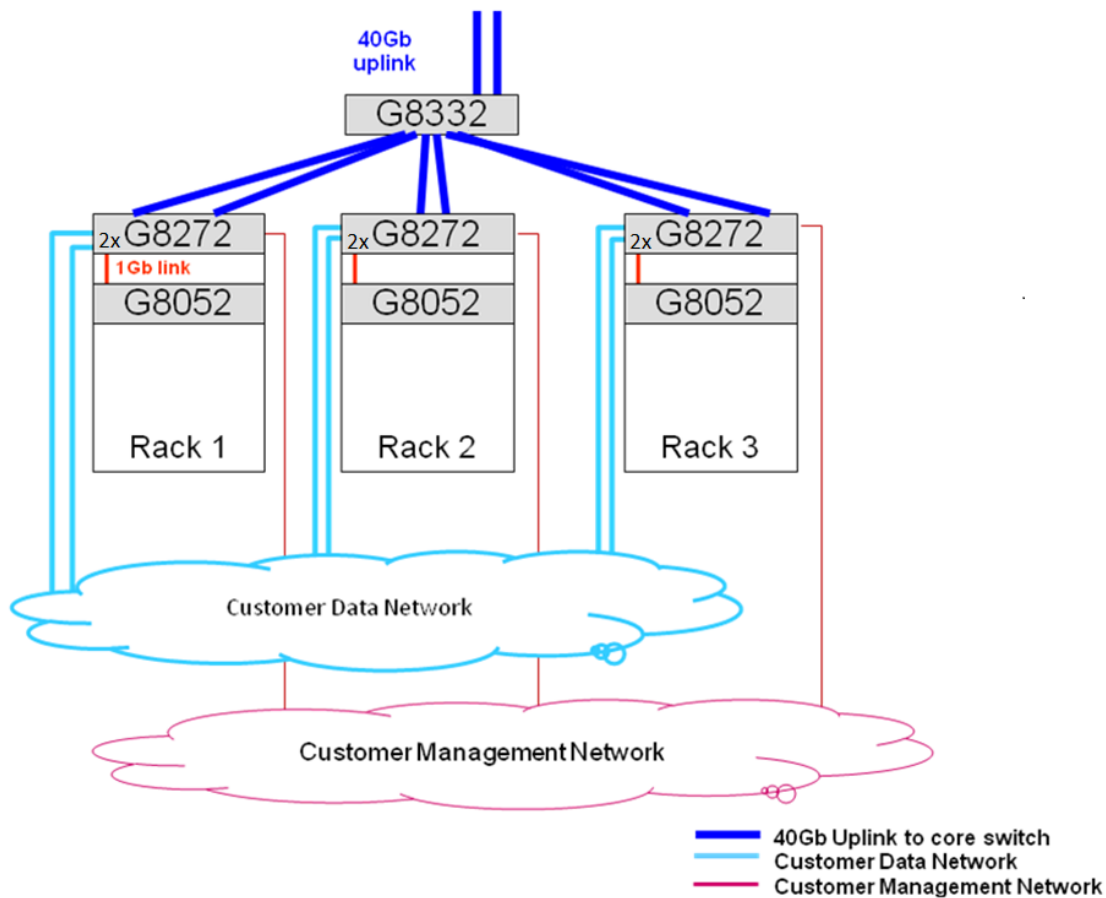 40Gb
uplink
G8332
2x G8272
2x G8272
2x G8272
1Gb link
G8052
G8052
G8052
Rack 1
Rack 2
Rack 3
Customer Data Network
Customer Management Network
40Gb Uplink to core switch
Customer Data Network
Customer Management Network